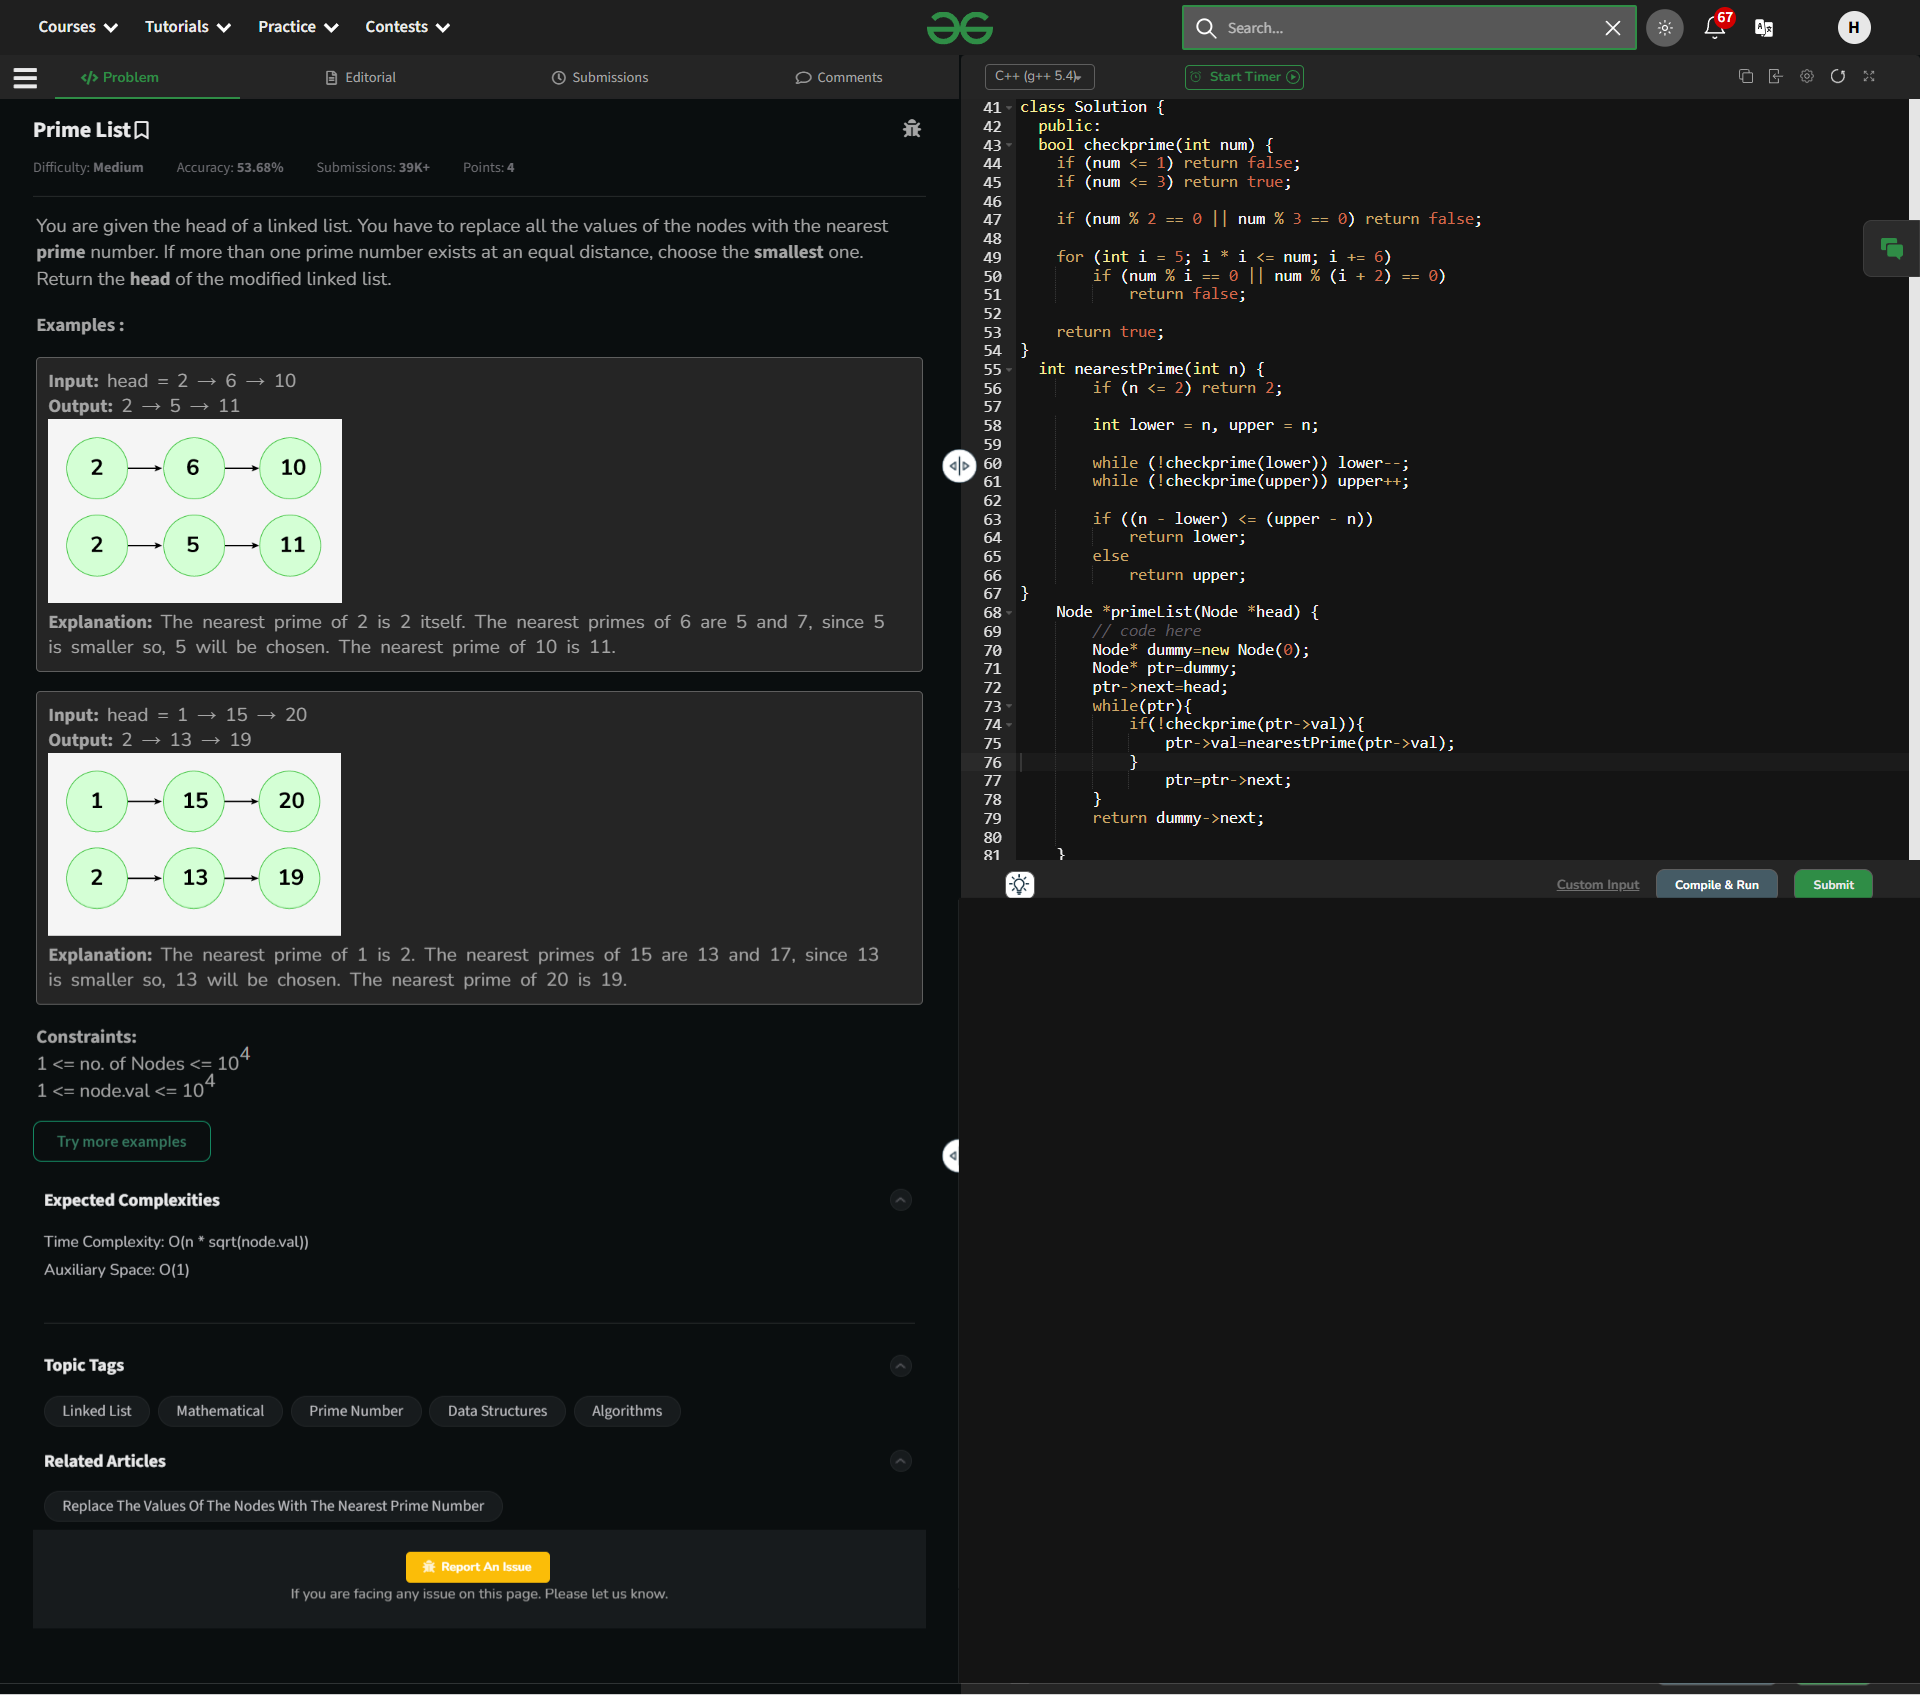 Courses Tutorials Practice Contests
Search... 67 H
Problem Editorial Submissions Comments
Prime List
Difficulty: Medium Accuracy: 53.68% Submissions: 39K+ Points: 4
You are given the head of a linked list. You have to replace all the values of the nodes with the nearest
prime number. If more than one prime number exists at an equal distance, choose the smallest one.
Return the head of the modified linked list.
Examples :
Input: head = 2 → 6 → 10
Output: 2 → 5 → 11
2 6 10
2 5 11
Explanation: The nearest prime of 2 is 2 itself. The nearest primes of 6 are 5 and 7, since 5
is smaller so, 5 will be chosen. The nearest prime of 10 is 11.
Input: head = 1 → 15 → 20
Output: 2 → 13 → 19
1 15 20
2 13 19
Explanation: The nearest prime of 1 is 2. The nearest primes of 15 are 13 and 17, since 13
is smaller so, 13 will be chosen. The nearest prime of 20 is 19.
Constraints:
1 <= no. of Nodes <= 10^4
1 <= node.val <= 10^4
Try more examples
Expected Complexities
Time Complexity: O(n * sqrt(node.val))
Auxiliary Space: O(1)
Topic Tags
Linked List Mathematical Prime Number Data Structures Algorithms
Related Articles
Replace The Values Of The Nodes With The Nearest Prime Number
Report An Issue
If you are facing any issue on this page. Please let us know.
C++ (g++ 5.4) Start Timer
41 class Solution {
42   public:
43   bool checkprime(int num) {
44     if (num <= 1) return false;
45     if (num <= 3) return true;
46
47     if (num % 2 == 0 || num % 3 == 0) return false;
48
49     for (int i = 5; i * i <= num; i += 6)
50         if (num % i == 0 || num % (i + 2) == 0)
51             return false;
52
53     return true;
54 }
55   int nearestPrime(int n) {
56         if (n <= 2) return 2;
57
58         int lower = n, upper = n;
59
60         while (!checkprime(lower)) lower--;
61         while (!checkprime(upper)) upper++;
62
63         if ((n - lower) <= (upper - n))
64             return lower;
65         else
66             return upper;
67 }
68     Node *primeList(Node *head) {
69         // code here
70         Node* dummy=new Node(0);
71         Node* ptr=dummy;
72         ptr->next=head;
73         while(ptr){
74             if(!checkprime(ptr->val)){
75                 ptr->val=nearestPrime(ptr->val);
76             }
77                 ptr=ptr->next;
78         }
79         return dummy->next;
80
81     }
Custom Input Compile & Run Submit